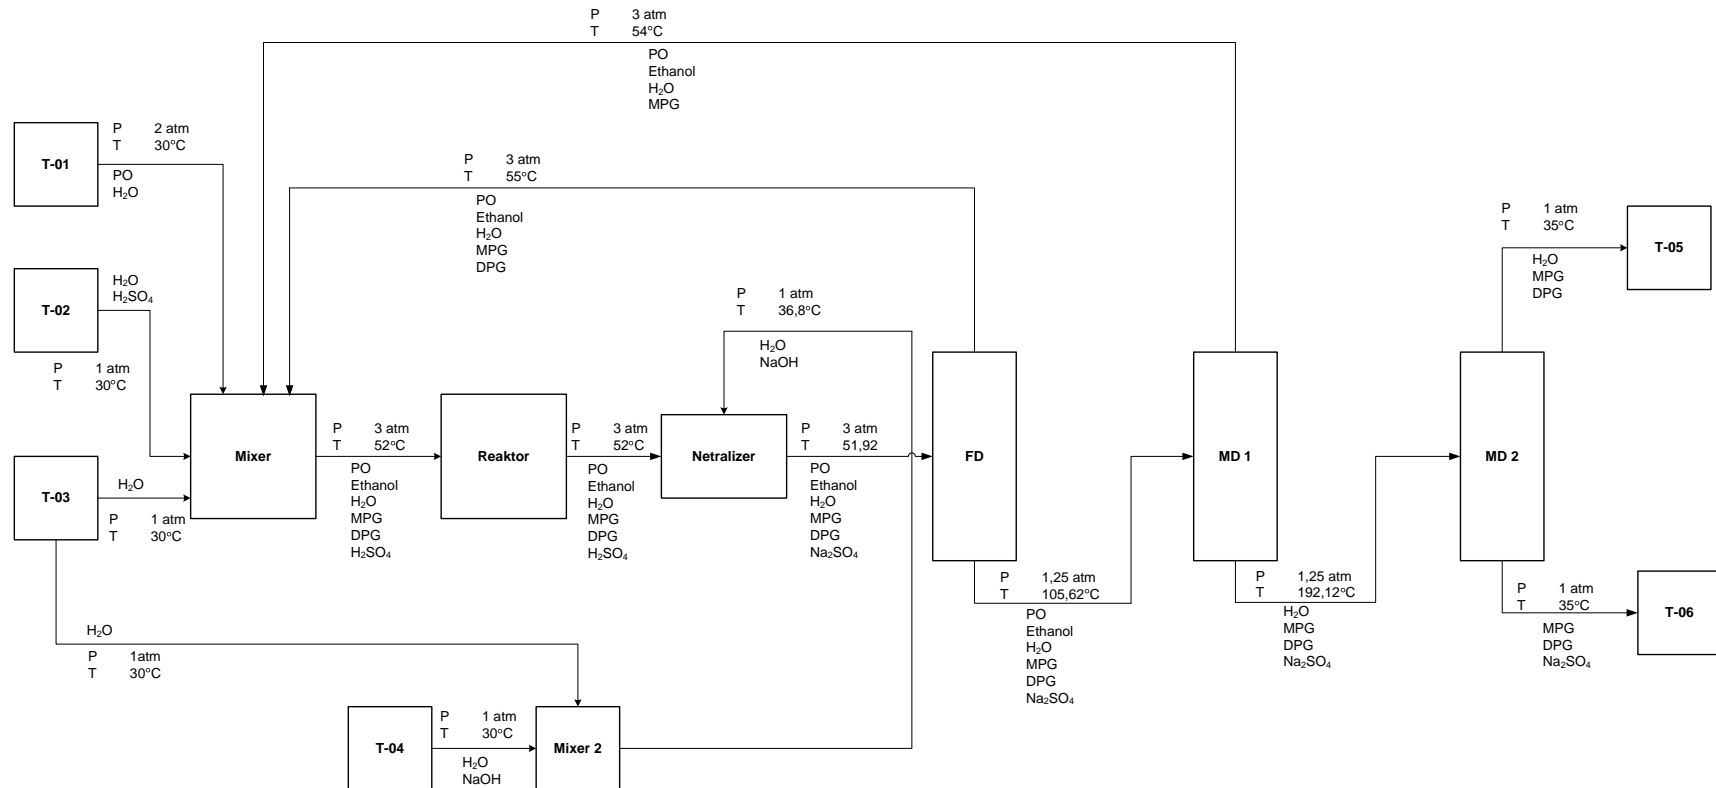 P 3 atm
T 54°C
PO
Ethanol
H₂O
MPG
P 2 atm
T 30°C
T-01
PO
H₂O
P 3 atm
T 55°C
PO
Ethanol
H₂O
MPG
DPG
P 1 atm
T 35°C
T-05
H₂O
MPG
DPG
H₂O
H₂SO₄
T-02
P 1 atm
T 30°C
P 1 atm
T 36,8°C
H₂O
NaOH
Mixer
P 3 atm
T 52°C
PO
Ethanol
H₂O
MPG
DPG
H₂SO₄
Reaktor
P 3 atm
T 52°C
PO
Ethanol
H₂O
MPG
DPG
H₂SO₄
Netralizer
P 3 atm
T 51,92
PO
Ethanol
H₂O
MPG
DPG
Na₂SO₄
FD
MD 1
MD 2
T-03
H₂O
P 1 atm
T 30°C
P 1,25 atm
T 105,62°C
PO
Ethanol
H₂O
MPG
DPG
Na₂SO₄
P 1,25 atm
T 192,12°C
H₂O
MPG
DPG
Na₂SO₄
P 1 atm
T 35°C
MPG
DPG
Na₂SO₄
T-06
H₂O
P 1atm
T 30°C
T-04
P 1 atm
T 30°C
H₂O
NaOH
Mixer 2